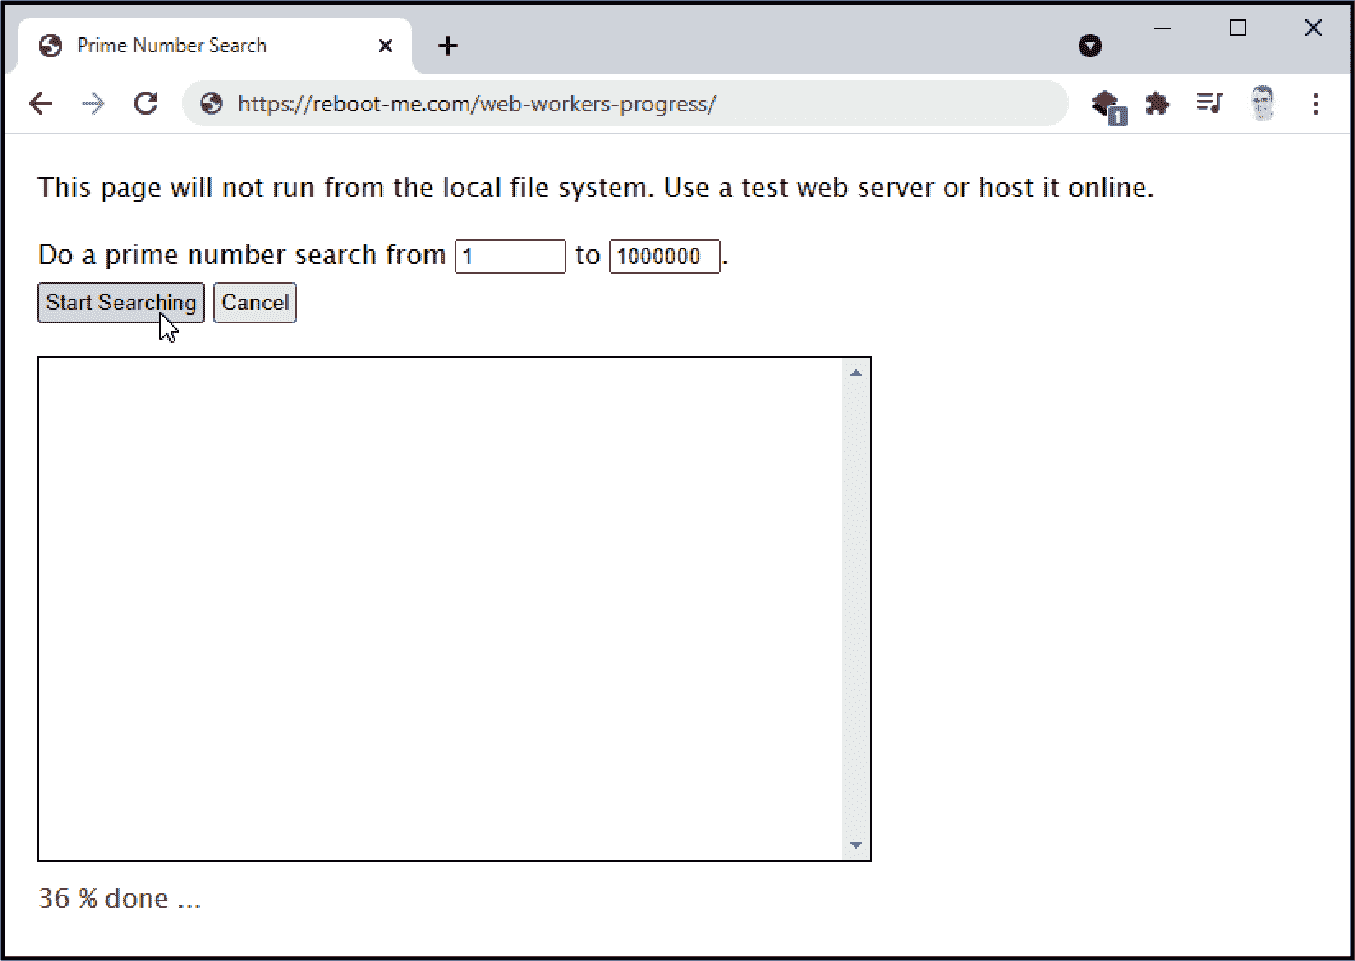 Prime Number Search
https://reboot-me.com/web-workers-progress/
1
This page will not run from the local file system. Use a test web server or host it online.
Do a prime number search from 1 to 1000000.
Start Searching Cancel
36 % done ...